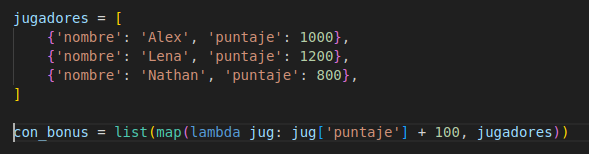 jugadores = [
    {'nombre': 'Alex', 'puntaje': 1000},
    {'nombre': 'Lena', 'puntaje': 1200},
    {'nombre': 'Nathan', 'puntaje': 800},
]
con_bonus = list(map(lambda jug: jug['puntaje'] + 100, jugadores))